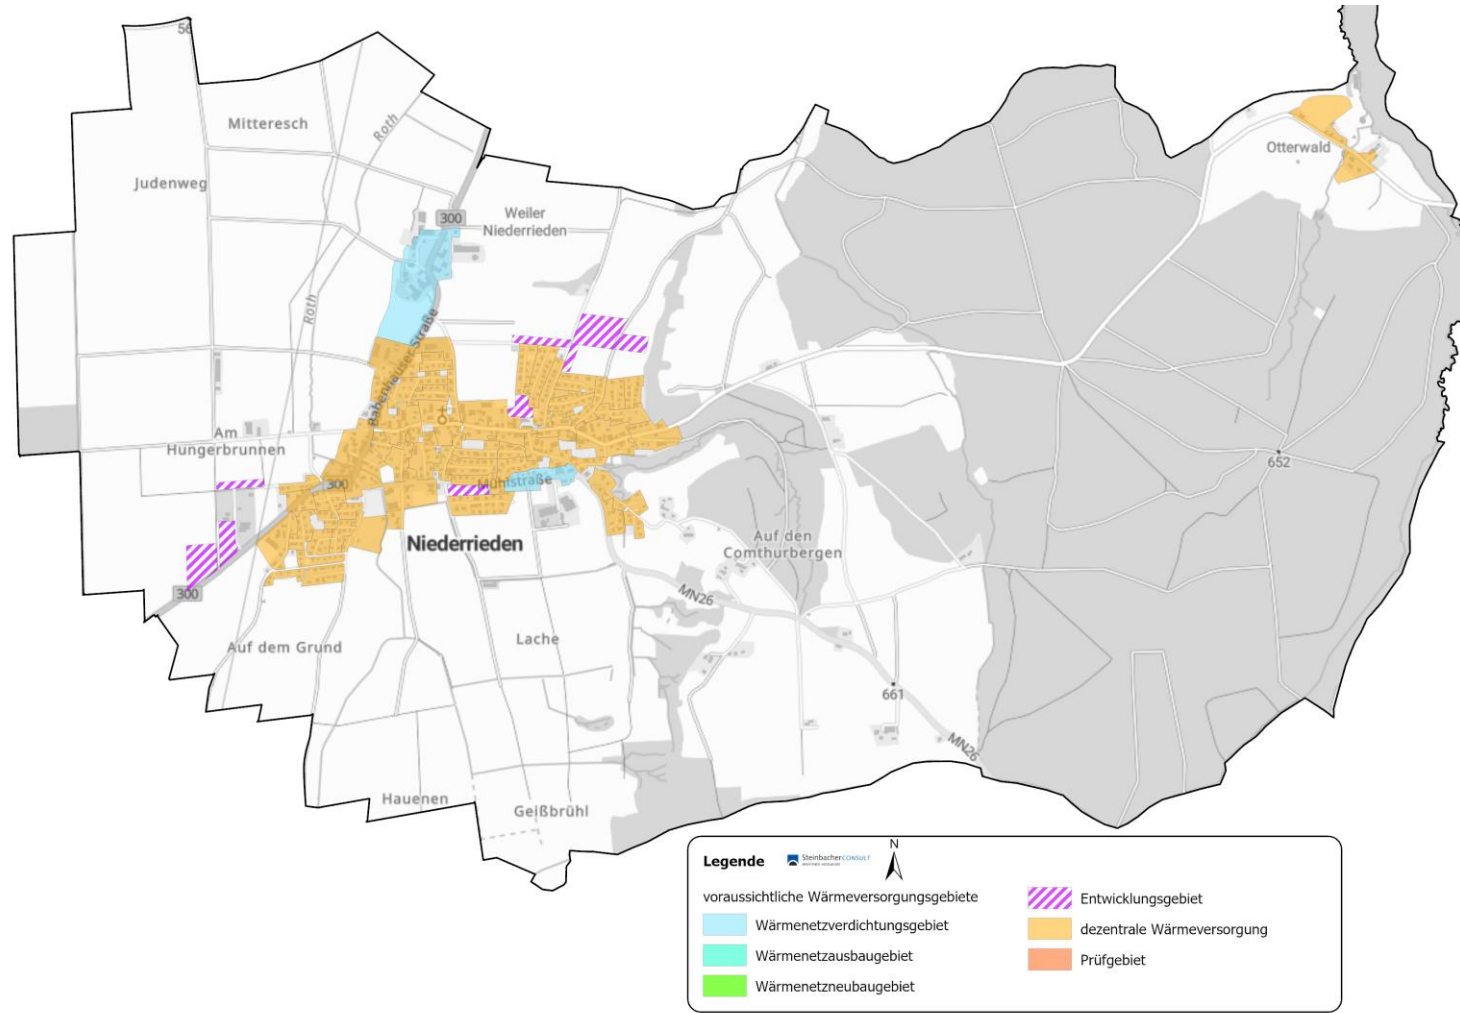 56
Mitteresch
Roth
Judenweg
Otterwald
300
Weiler
Niederrieden
Roth
Babenhauser Straße
Am
Hungerbrunnen
300
Mühlstraße
652
Niederrieden
Auf den
Comthurbergen
300
MN26
Auf dem Grund
Lache
661
MN26
Hauenen
Geißbrühl
N
Legende
Steinbacher CONSULT
voraussichtliche Wärmeversorgungsgebiete
Wärmenetzverdichtungsgebiet
Wärmenetzausbaugebiet
Wärmenetzneubaugebiet
Entwicklungsgebiet
dezentrale Wärmeversorgung
Prüfgebiet